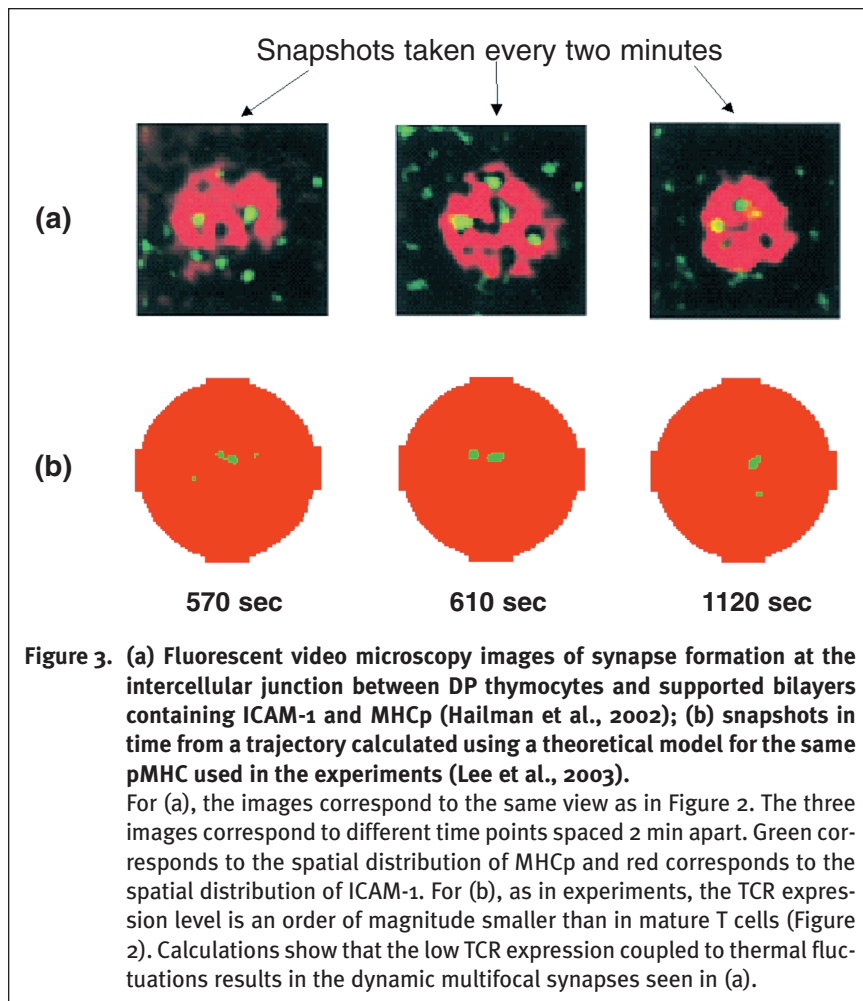 Snapshots taken every two minutes
(a)
(b)
570 sec
610 sec
1120 sec
Figure 3. (a) Fluorescent video microscopy images of synapse formation at the
intercellular junction between DP thymocytes and supported bilayers
containing ICAM-1 and MHCp (Hailman et al., 2002); (b) snapshots in
time from a trajectory calculated using a theoretical model for the same
pMHC used in the experiments (Lee et al., 2003).
For (a), the images correspond to the same view as in Figure 2. The three
images correspond to different time points spaced 2 min apart. Green cor-
responds to the spatial distribution of MHCp and red corresponds to the
spatial distribution of ICAM-1. For (b), as in experiments, the TCR expres-
sion level is an order of magnitude smaller than in mature T cells (Figure
2). Calculations show that the low TCR expression coupled to thermal fluc-
tuations results in the dynamic multifocal synapses seen in (a).